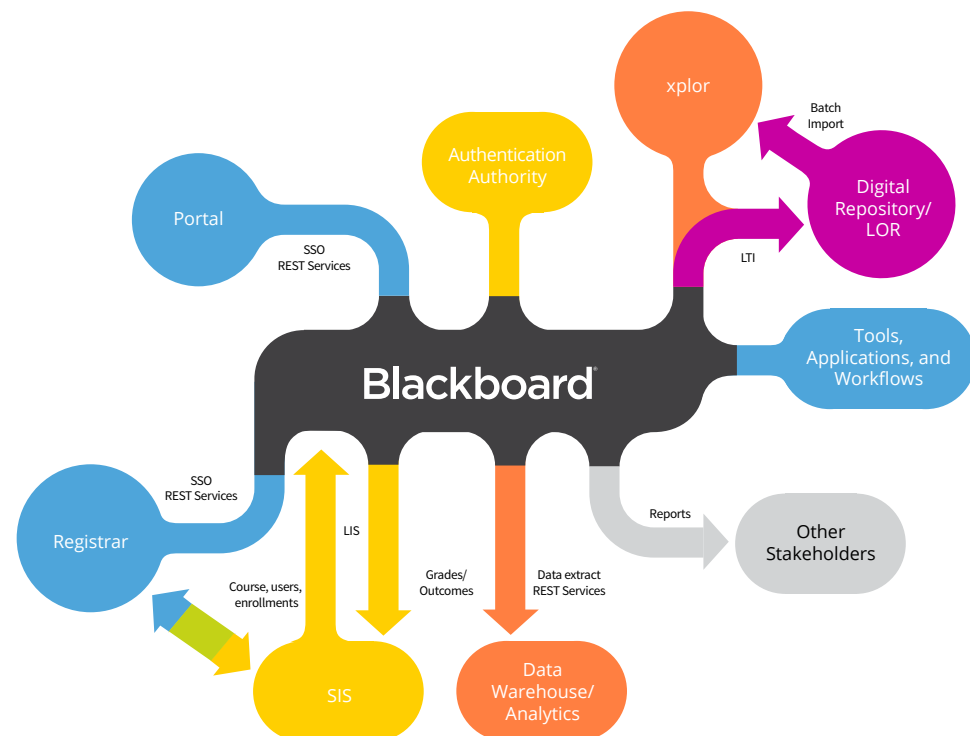 xplor
Batch
Import
Authentication
Authority
Digital
Repository/
LOR
Portal
SSO
REST Services
LTI
Tools,
Applications, and
Workflows
Blackboard®
SSO
REST Services
Registrar
LIS
Reports
Other
Stakeholders
Course, users,
enrollments
Grades/
Outcomes
Data extract
REST Services
SIS
Data
Warehouse/
Analytics